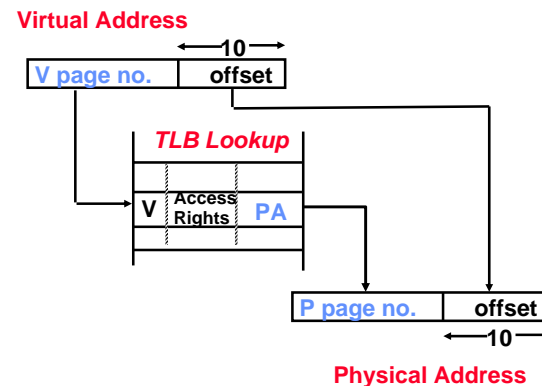 Virtual Address
10
V page no. offset
TLB Lookup
V Access Rights PA
P page no. offset
10
Physical Address